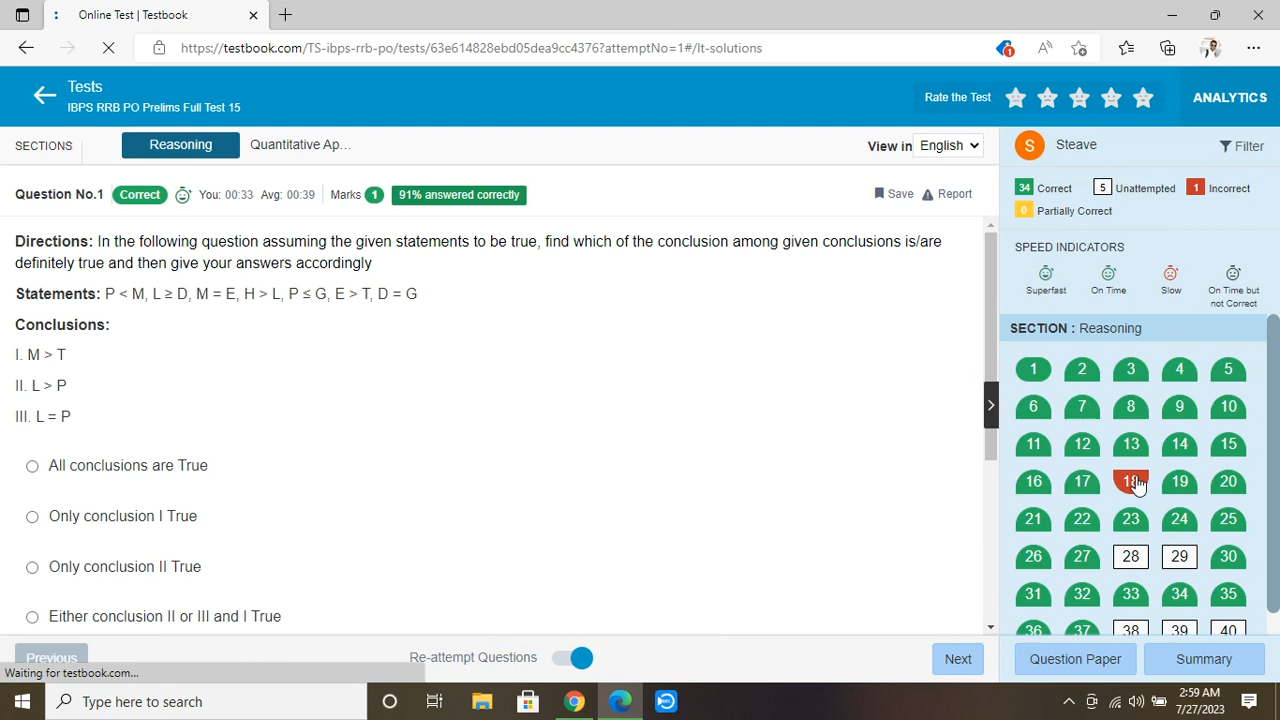 Online Test | Testbook
https://testbook.com/TS-ibps-rrb-po/tests/63e614828ebd05dea9cc4376?attemptNo=1#/lt-solutions
1
Tests
IBPS RRB PO Prelims Full Test 15
Rate the Test
ANALYTICS
SECTIONS
Reasoning
Quantitative Ap...
View in English
S
Steave
Filter
Question No.1 Correct You: 00:33 Avg: 00:39 Marks 1 91% answered correctly
Save Report
34 Correct 5 Unattempted 1 Incorrect
0 Partially Correct
Directions: In the following question assuming the given statements to be true, find which of the conclusion among given conclusions is/are
definitely true and then give your answers accordingly
Statements: P < M, L ≥ D, M = E, H > L, P ≤ G, E > T, D = G
Conclusions:
I. M > T
II. L > P
III. L = P
All conclusions are True
Only conclusion I True
Only conclusion II True
Either conclusion II or III and I True
SPEED INDICATORS
Superfast On Time Slow On Time but
not Correct
SECTION : Reasoning
1 2 3 4 5
6 7 8 9 10
11 12 13 14 15
16 17 18 19 20
21 22 23 24 25
26 27 28 29 30
31 32 33 34 35
36 37 38 39 40
Previous
Re-attempt Questions
Next
Question Paper
Summary
Waiting for testbook.com...
Type here to search
2:59 AM
7/27/2023